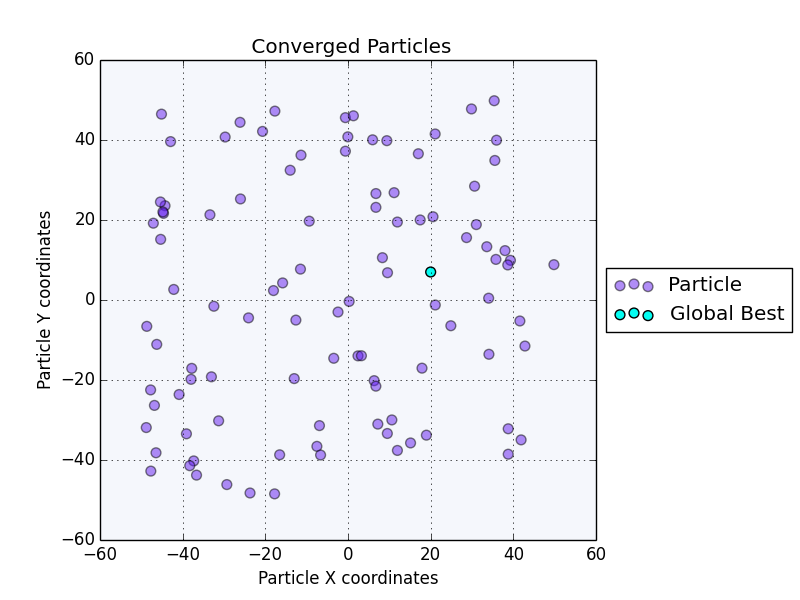 Converged Particles
60
40
20
0
−20
−40
−60
−60 −40 −20 0 20 40 60
Particle X coordinates
Particle Y coordinates
Particle
Global Best